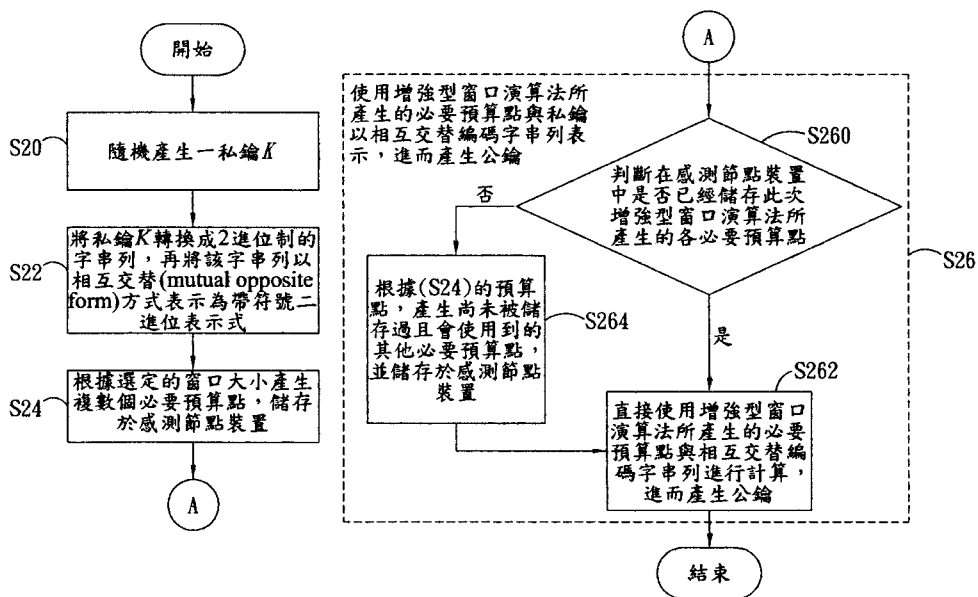 開始
S20
隨機產生一私鑰K
S22
將私鑰K轉換成2進位制的
字串列，再將該字串列以
相互交替(mutual opposite
form)方式表示為帶符號二
進位表示式
S24
根據選定的窗口大小產生
複數個必要預算點，儲存
於感測節點裝置
A
A
使用增強型窗口演算法所
產生的必要預算點與私鑰
以相互交替編碼字串列表
示，進而產生公鑰
S260
判斷在感測節點裝置
中是否已經儲存此次
增強型窗口演算法所
產生的各必要預算點
否
S26
根據(S24)的預算
點，產生尚未被儲
存過且會使用到的
其他必要預算點，
並儲存於感測節點
裝置
S264
是
S262
直接使用增強型窗口
演算法所產生的必要
預算點與相互交替編
碼字串列進行計算，
進而產生公鑰
結束